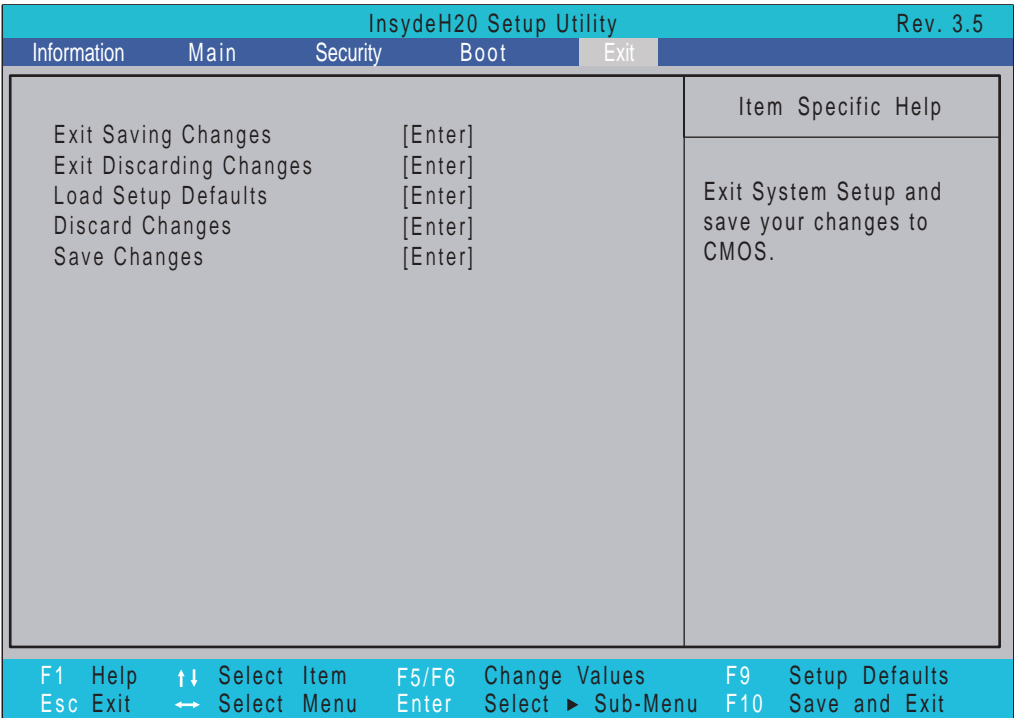 InsydeH20 Setup Utility Rev. 3.5
Information Main Security Boot Exit
Item Specific Help
Exit Saving Changes [Enter]
Exit Discarding Changes [Enter]
Load Setup Defaults [Enter]
Discard Changes [Enter]
Save Changes [Enter]
Exit System Setup and
save your changes to
CMOS.
F1 Help ↑↓ Select Item F5/F6 Change Values F9 Setup Defaults
Esc Exit ↔ Select Menu Enter Select ► Sub-Menu F10 Save and Exit